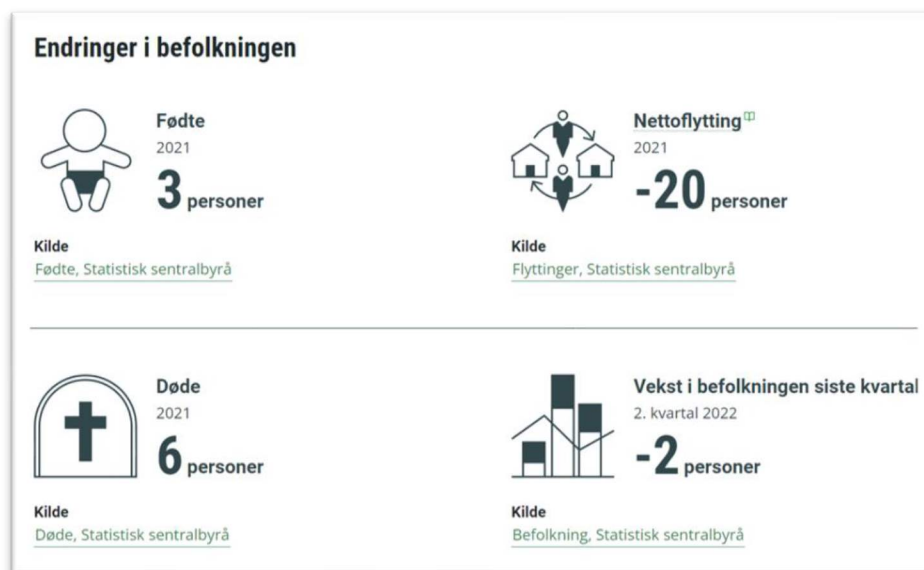 Endringer i befolkningen
Fødte
2021
3 personer
Kilde
Fødte, Statistisk sentralbyrå
Nettoflytting
2021
-20 personer
Kilde
Flyttinger, Statistisk sentralbyrå
Døde
2021
6 personer
Kilde
Døde, Statistisk sentralbyrå
Vekst i befolkningen siste kvartal
2. kvartal 2022
-2 personer
Kilde
Befolkning, Statistisk sentralbyrå